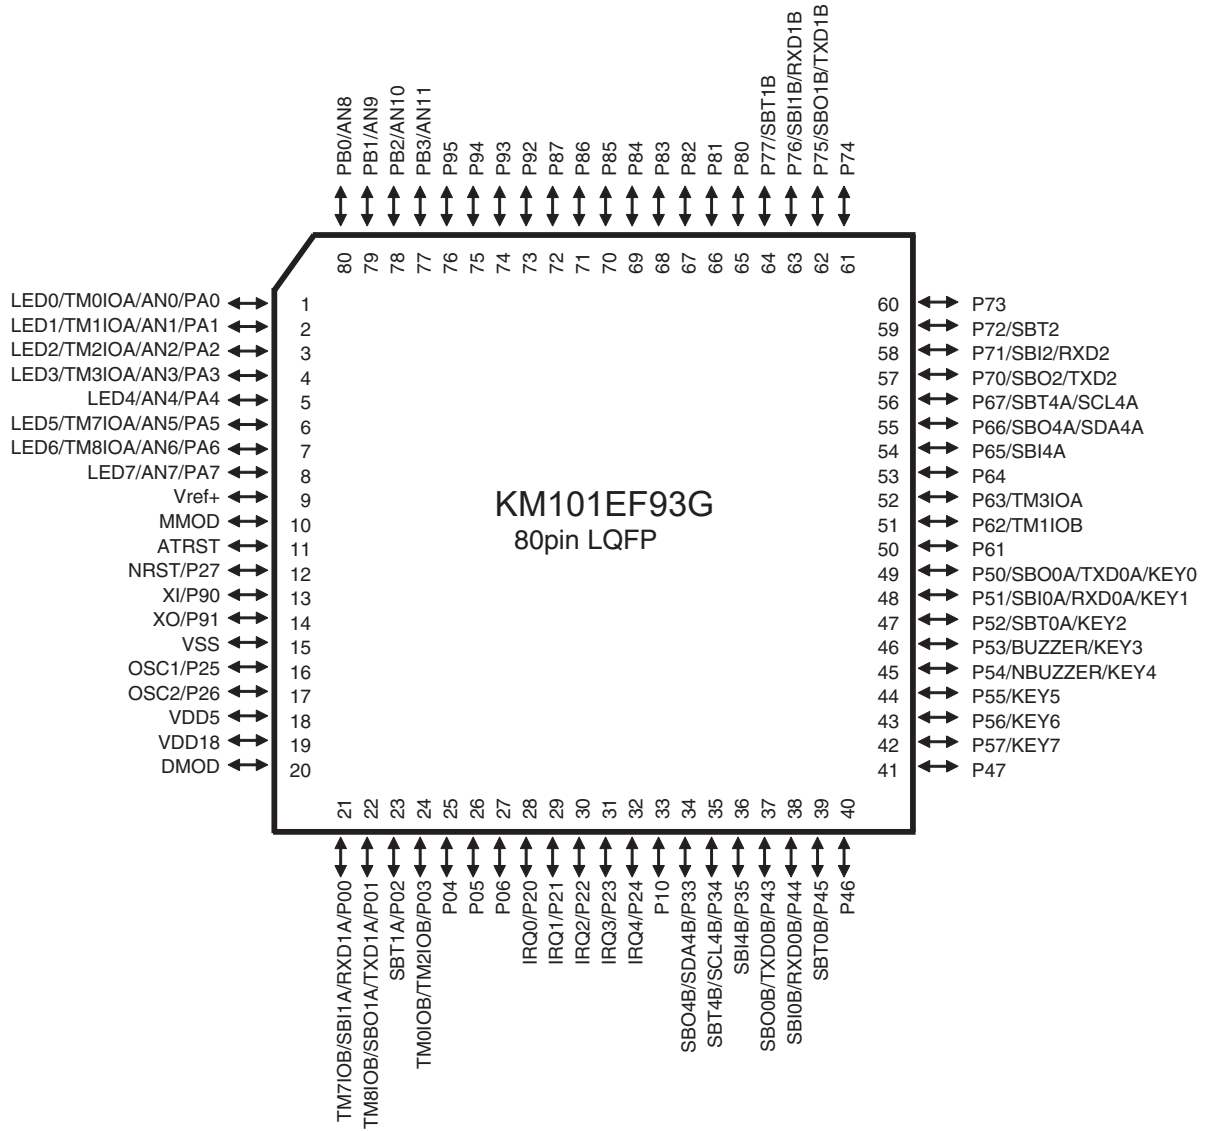 PB0/AN8
PB1/AN9
PB2/AN10
PB3/AN11
P95
P94
P93
P92
P87
P86
P85
P84
P83
P82
P81
P80
P77/SBT1B
P76/SBI1B/RXD1B
P75/SBO1B/TXD1B
P74
80
79
78
77
76
75
74
73
72
71
70
69
68
67
66
65
64
63
62
61
LED0/TM0IOA/AN0/PA0 1
LED1/TM1IOA/AN1/PA1 2
LED2/TM2IOA/AN2/PA2 3
LED3/TM3IOA/AN3/PA3 4
LED4/AN4/PA4 5
LED5/TM7IOA/AN5/PA5 6
LED6/TM8IOA/AN6/PA6 7
LED7/AN7/PA7 8
Vref+ 9
MMOD 10
ATRST 11
NRST/P27 12
XI/P90 13
XO/P91 14
VSS 15
OSC1/P25 16
OSC2/P26 17
VDD5 18
VDD18 19
DMOD 20
KM101EF93G
80pin LQFP
60 P73
59 P72/SBT2
58 P71/SBI2/RXD2
57 P70/SBO2/TXD2
56 P67/SBT4A/SCL4A
55 P66/SBO4A/SDA4A
54 P65/SBI4A
53 P64
52 P63/TM3IOA
51 P62/TM1IOB
50 P61
49 P50/SBO0A/TXD0A/KEY0
48 P51/SBI0A/RXD0A/KEY1
47 P52/SBT0A/KEY2
46 P53/BUZZER/KEY3
45 P54/NBUZZER/KEY4
44 P55/KEY5
43 P56/KEY6
42 P57/KEY7
41 P47
21
22
23
24
25
26
27
28
29
30
31
32
33
34
35
36
37
38
39
40
TM7IOB/SBI1A/RXD1A/P00
TM8IOB/SBO1A/TXD1A/P01
SBT1A/P02
TM0IOB/TM2IOB/P03
P04
P05
P06
IRQ0/P20
IRQ1/P21
IRQ2/P22
IRQ3/P23
IRQ4/P24
P10
SBO4B/SDA4B/P33
SBT4B/SCL4B/P34
SBI4B/P35
SBO0B/TXD0B/P43
SBI0B/RXD0B/P44
SBT0B/P45
P46